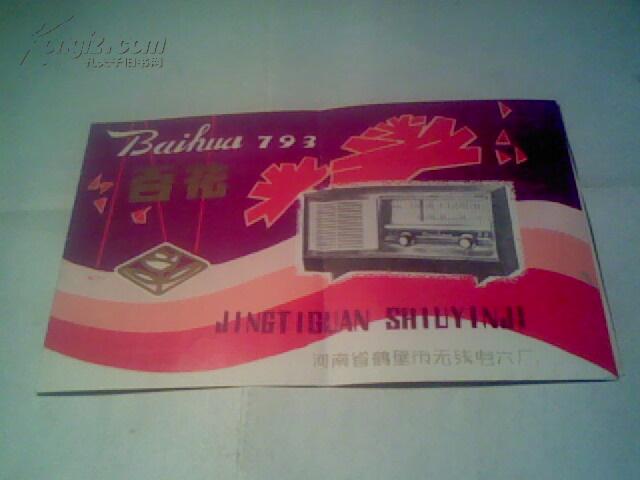 Kongfz.com
孔夫子旧书网
Baihua 793
百花
JINGTIGUAN SHIUYINJI
河南省鹤壁市无线电六厂